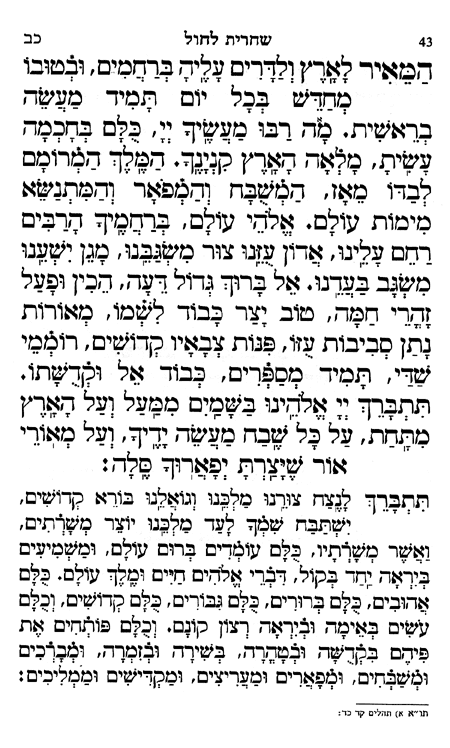 43 שחרית לחול כב
הַמֵּאִיר לָאָרֶץ וְלַדָּרִים עָלֶיהָ בְּרַחֲמִים, וּבְטוּבוֹ
מְחַדֵּשׁ בְּכָל יוֹם תָּמִיד מַעֲשֵׂה
בְרֵאשִׁית. מָה רַבּוּ מַעֲשֶׂיךָ יְיָ, כֻּלָּם בְּחָכְמָה
עָשִׂיתָ, מָלְאָה הָאָרֶץ קִנְיָנֶךָ. הַמֶּלֶךְ הַמְרוֹמָם
לְבַדּוֹ מֵאָז, הַמְשֻׁבָּח וְהַמְפֹאָר וְהַמִּתְנַשֵּׂא
מִימוֹת עוֹלָם. אֱלֹהֵי עוֹלָם, בְּרַחֲמֶיךָ הָרַבִּים
רַחֵם עָלֵינוּ, אֲדוֹן עֻזֵּנוּ צוּר מִשְׂגַּבֵּנוּ, מָגֵן יִשְׁעֵנוּ
מִשְׂגָּב בַּעֲדֵנוּ. אֵל בָּרוּךְ גְּדוֹל דֵּעָה, הֵכִין וּפָעַל
זָהֳרֵי חַמָּה, טוֹב יָצַר כָּבוֹד לִשְׁמוֹ, מְאוֹרוֹת
נָתַן סְבִיבוֹת עֻזּוֹ, פִּנּוֹת צְבָאָיו קְדוֹשִׁים, רוֹמְמֵי
שַׁדַּי, תָּמִיד מְסַפְּרִים, כְּבוֹד אֵל וּקְדֻשָּׁתוֹ.
תִּתְבָּרֵךְ יְיָ אֱלֹהֵינוּ בַּשָּׁמַיִם מִמַּעַל וְעַל הָאָרֶץ
מִתָּחַת, עַל כָּל שֶׁבַח מַעֲשֵׂה יָדֶיךָ, וְעַל מְאוֹרֵי
אוֹר שֶׁיָּצַרְתָּ יְפָאֲרוּךָ סֶּלָה:
תִּתְבָּרֵךְ לָנֶצַח צוּרֵנוּ מַלְכֵּנוּ וְגוֹאֲלֵנוּ בּוֹרֵא קְדוֹשִׁים,
יִשְׁתַּבַּח שִׁמְךָ לָעַד מַלְכֵּנוּ יוֹצֵר מְשָׁרְתִים,
וַאֲשֶׁר מְשָׁרְתָיו, כֻּלָּם עוֹמְדִים בְּרוּם עוֹלָם, וּמַשְׁמִיעִים
בְּיִרְאָה יַחַד בְּקוֹל, דִּבְרֵי אֱלֹהִים חַיִּים וּמֶלֶךְ עוֹלָם. כֻּלָּם
אֲהוּבִים, כֻּלָּם בְּרוּרִים, כֻּלָּם גִּבּוֹרִים, כֻּלָּם קְדוֹשִׁים, וְכֻלָּם
עֹשִׂים בְּאֵימָה וּבְיִרְאָה רְצוֹן קוֹנָם. וְכֻלָּם פּוֹתְחִים אֶת
פִּיהֶם בִּקְדֻשָּׁה וּבְטָהֳרָה, בְּשִׁירָה וּבְזִמְרָה, וּמְבָרְכִים
וּמְשַׁבְּחִים, וּמְפָאֲרִים וּמַעֲרִיצִים, וּמַקְדִּישִׁים וּמַמְלִיכִים:
תו״א א) תהלים קד כד: